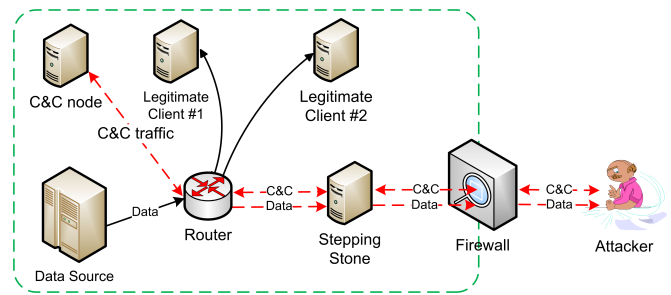 C&C node
Legitimate
Client #1
Legitimate
Client #2
C&C traffic
Data
C&C
Data
C&C
Data
C&C
Data
Data Source
Router
Stepping
Stone
Firewall
Attacker